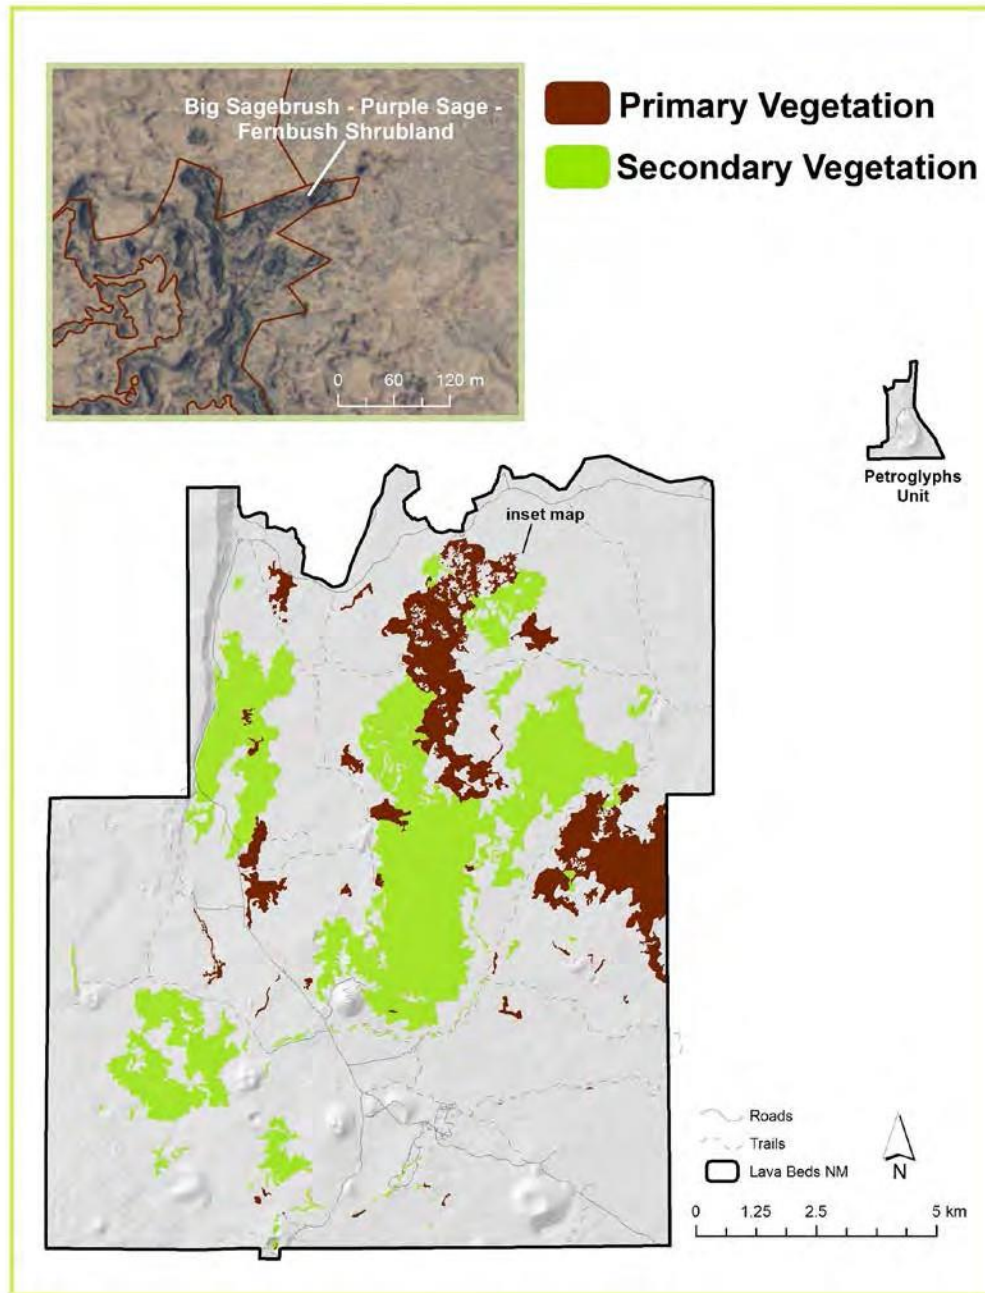 Big Sagebrush - Purple Sage -
Fernbush Shrubland
0 60 120 m
Primary Vegetation
Secondary Vegetation
Petroglyphs
Unit
inset map
Roads
Trails
Lava Beds NM
N
0 1.25 2.5 5 km